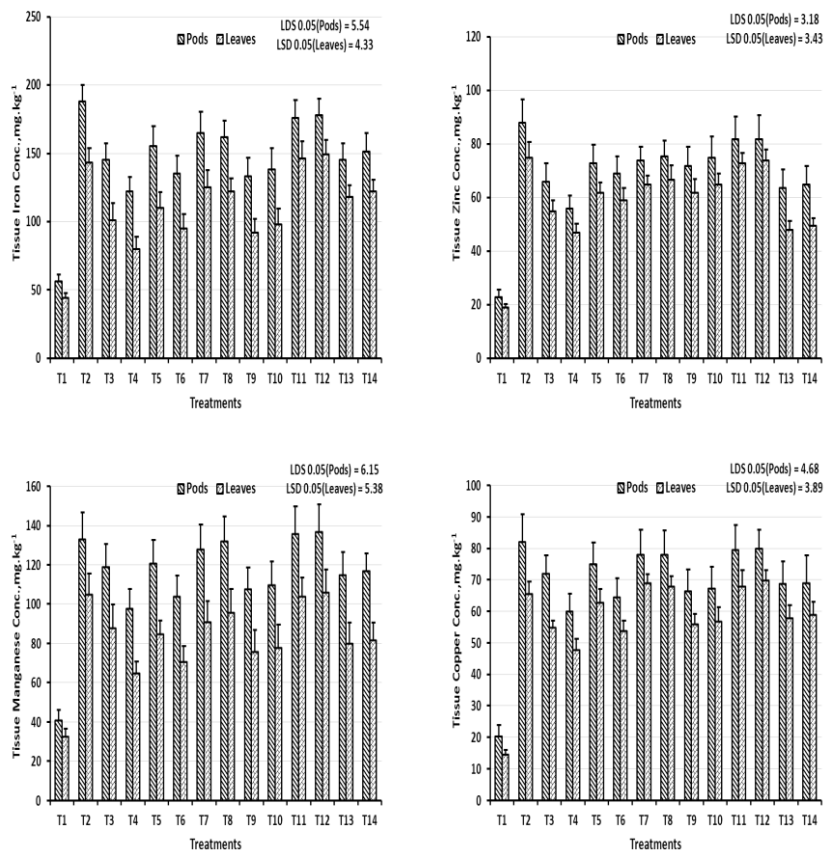 LDS 0.05(Pods) = 5.54
Pods Leaves LSD 0.05(Leaves) = 4.33
Tissue Iron Conc.,mg.kg⁻¹
250
200
150
100
50
0
T1 T2 T3 T4 T5 T6 T7 T8 T9 T10 T11 T12 T13 T14
Treatments
LDS 0.05(Pods) = 3.18
Pods Leaves LSD 0.05(Leaves) = 3.43
Tissue Zinc Conc.,mg.kg⁻¹
120
100
80
60
40
20
0
T1 T2 T3 T4 T5 T6 T7 T8 T9 T10 T11 T12 T13 T14
Treatments
LDS 0.05(Pods) = 6.15
Pods Leaves LSD 0.05(Leaves) = 5.38
Tissue Manganese Conc.,mg.kg⁻¹
160
140
120
100
80
60
40
20
0
T1 T2 T3 T4 T5 T6 T7 T8 T9 T10 T11 T12 T13 T14
Treatments
LDS 0.05(Pods) = 4.68
Pods Leaves LSD 0.05(Leaves) = 3.89
Tissue Copper Conc.,mg.kg⁻¹
100
90
80
70
60
50
40
30
20
10
0
T1 T2 T3 T4 T5 T6 T7 T8 T9 T10 T11 T12 T13 T14
Treatments